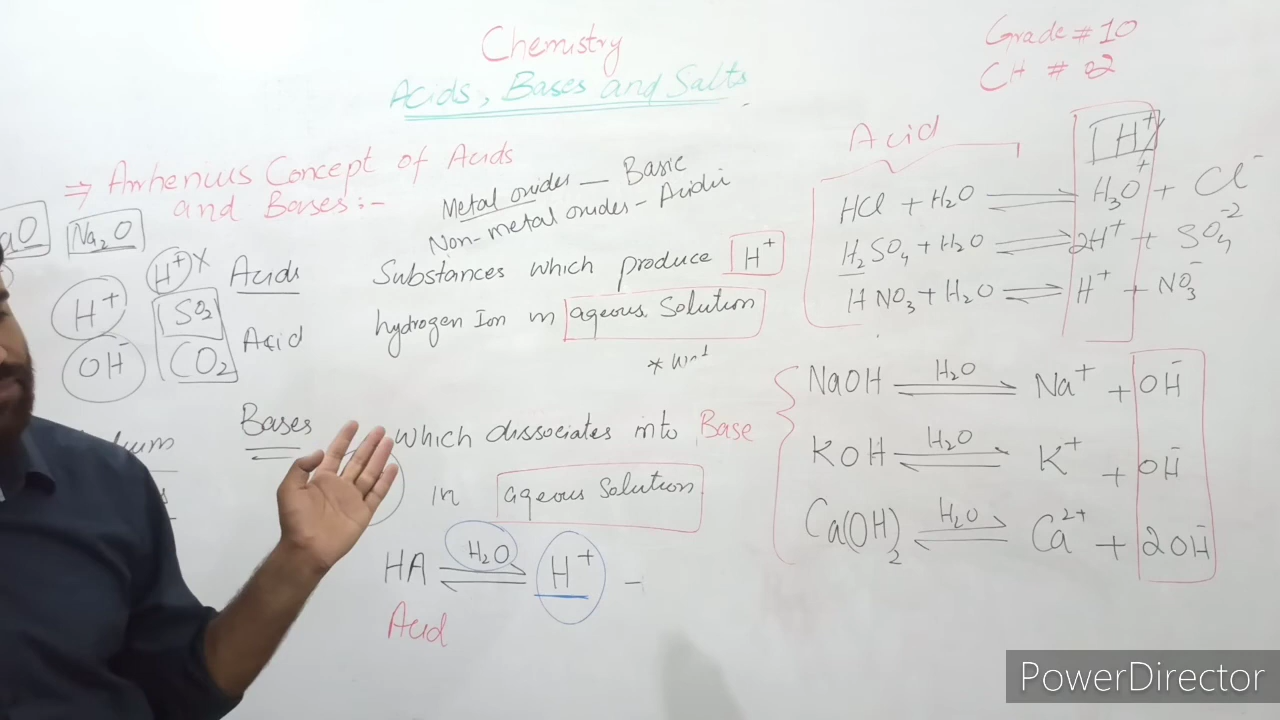 Chemistry
Acids, Bases and Salts
Grade # 10
CH # 02
⇒ Arrhenius Concept of Acids
and Bases:-
Metal oxides — Basic
Non-metal oxides - Acidic
aO
Na₂O
H⁺ X
H⁺
OH⁻
SO₂
CO₂
Acids
Acid
Substances which produce H⁺
hydrogen Ion in aqeous Solution
Bases
which dissociates into Base
in aqeous Solution
HA ⇌ H₂O H⁺ -
Acid
Acid
H⁺
HCl + H₂O ⇌ H₃O⁺ + Cl⁻
H₂SO₄ + H₂O ⇌ 2H⁺ + SO₄⁻²
HNO₃ + H₂O ⇌ H⁺ + NO₃⁻
NaOH ⇌ H₂O Na⁺ + OH⁻
KOH ⇌ H₂O K⁺ + OH⁻
Ca(OH)₂ ⇌ H₂O Ca²⁺ + 2OH⁻
PowerDirector